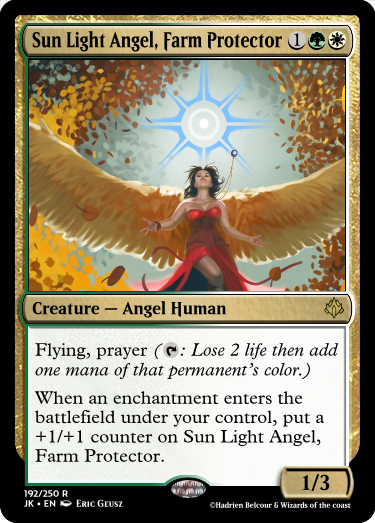 Sun Light Angel, Farm Protector 1
Creature — Angel Human
Flying, prayer ( : Lose 2 life then add
one mana of that permanent's color.)
When an enchantment enters the
battlefield under your control, put a
+1/+1 counter on Sun Light Angel,
Farm Protector.
1/3
192/250 R
JK • EN Eric Geusz
©Hadrien Belcour & Wizards of the coast